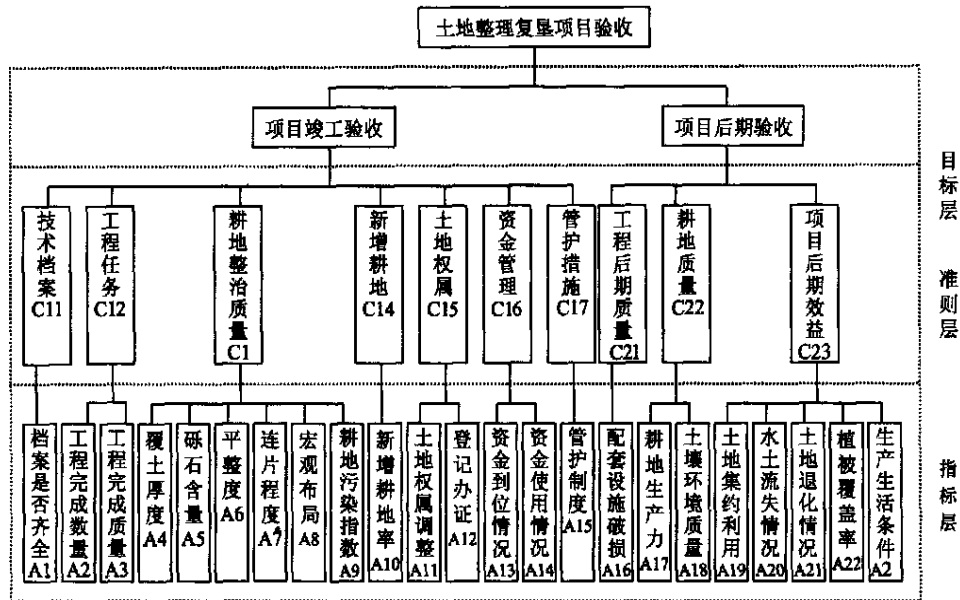 土地整理复垦项目验收
项目竣工验收
项目后期验收
目标层
技术档案C11
工程任务C12
耕地整治质量C1
新增耕地C14
土地权属C15
资金管理C16
管护措施C17
工程后期质量C21
耕地质量C22
项目后期效益C23
准则层
档案是否齐全A1
工程完成数量A2
工程完成质量A3
覆土厚度A4
砾石含量A5
平整度A6
连片程度A7
宏观布局A8
耕地污染指数A9
新增耕地率A10
土地权属调整A11
登记办证A12
资金到位情况A13
资金使用情况A14
管护制度A15
配套设施破损A16
耕地生产力A17
土壤环境质量A18
土地集约利用A19
水土流失情况A20
土地退化情况A21
植被覆盖率A22
生产生活条件A2
指标层